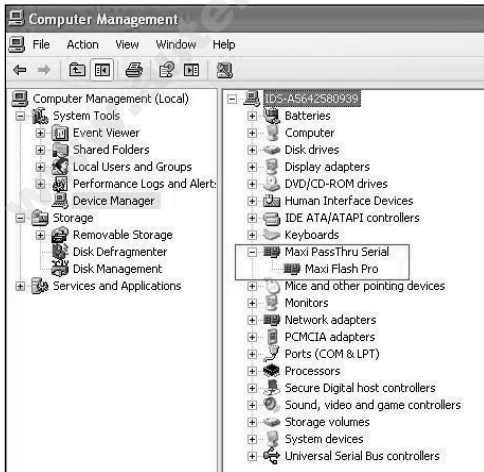 Computer Management
File Action View Window Help
Computer Management (Local)
System Tools
Event Viewer
Shared Folders
Local Users and Groups
Performance Logs and Alert:
Device Manager
Storage
Removable Storage
Disk Defragmenter
Disk Management
Services and Applications
IDS-A5642580939
Batteries
Computer
Disk drives
Display adapters
DVD/CD-ROM drives
Human Interface Devices
IDE ATA/ATAPI controllers
Keyboards
Maxi PassThru Serial
Maxi Flash Pro
Mice and other pointing devices
Monitors
Network adapters
PCMCIA adapters
Ports (COM & LPT)
Processors
Secure Digital host controllers
Sound, video and game controllers
Storage volumes
System devices
Universal Serial Bus controllers